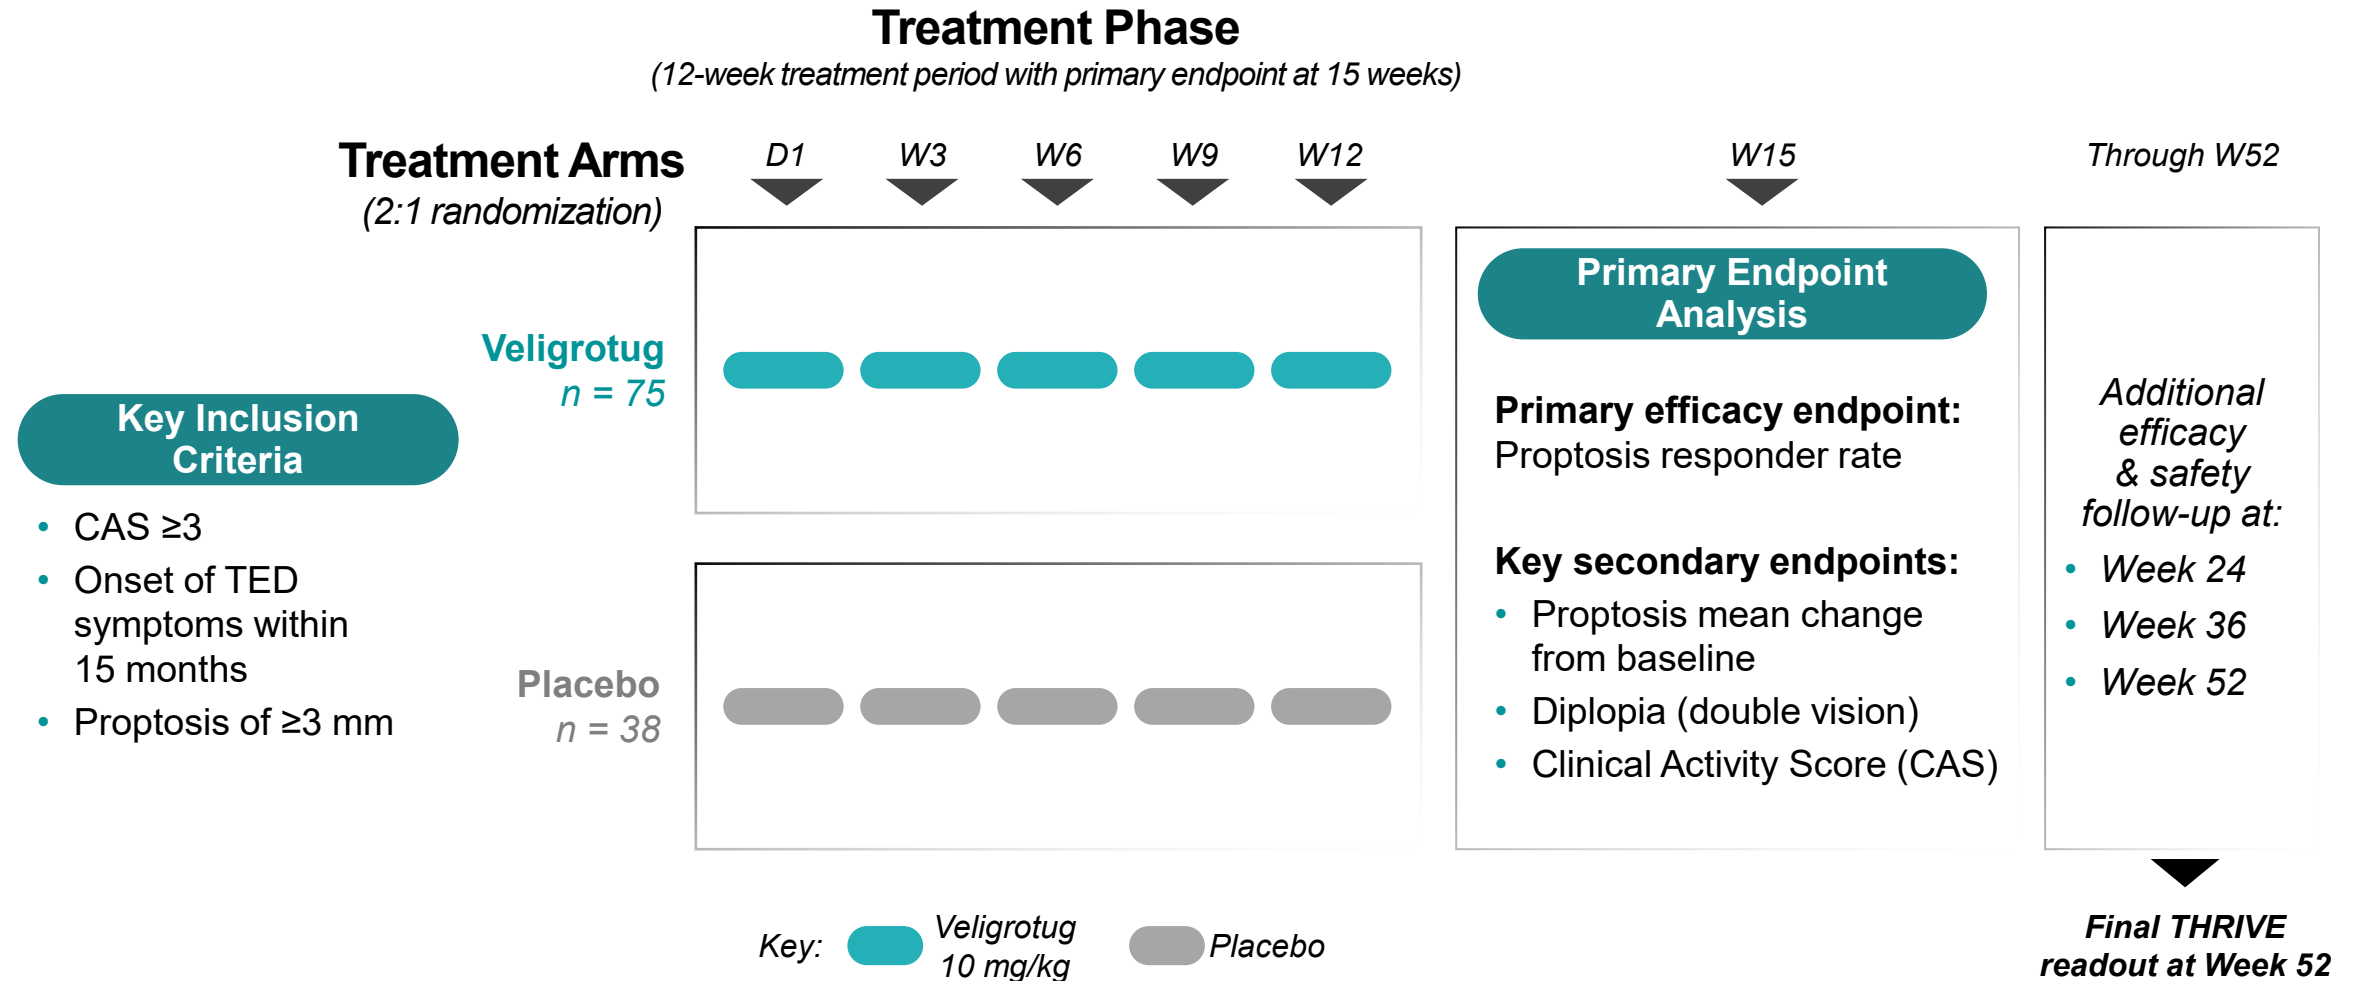 Treatment Phase
(12-week treatment period with primary endpoint at 15 weeks)
Treatment Arms
(2:1 randomization)
D1
W3
W6
W9
W12
W15
Through W52
Key Inclusion
Criteria
• CAS ≥3
• Onset of TED
symptoms within
15 months
• Proptosis of ≥3 mm
Veligrotug
n = 75
Placebo
n = 38
Primary Endpoint
Analysis
Primary efficacy endpoint:
Proptosis responder rate
Key secondary endpoints:
• Proptosis mean change
from baseline
• Diplopia (double vision)
• Clinical Activity Score (CAS)
Additional
efficacy
& safety
follow-up at:
• Week 24
• Week 36
• Week 52
Key:
Veligrotug
10 mg/kg
Placebo
Final THRIVE
readout at Week 52